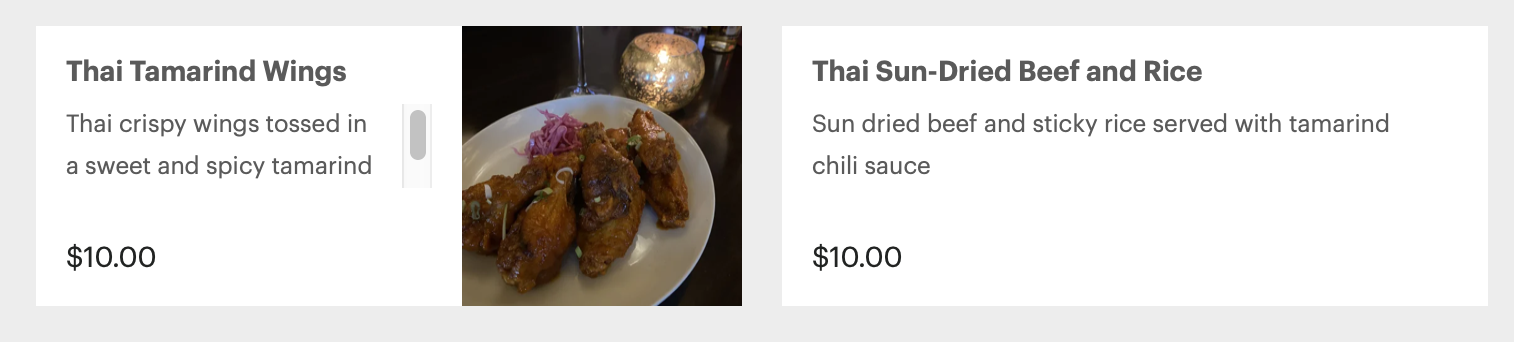 Thai Tamarind Wings
Thai crispy wings tossed in
a sweet and spicy tamarind
$10.00
Thai Sun-Dried Beef and Rice
Sun dried beef and sticky rice served with tamarind
chili sauce
$10.00